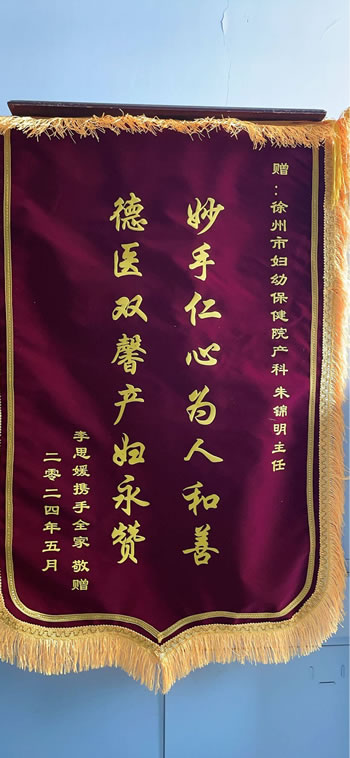 赠：徐州市妇幼保健院产科 朱锦明主任
妙手仁心为人和善
德医双馨产妇永赞
李思媛携手全家 敬赠
二零二四年五月